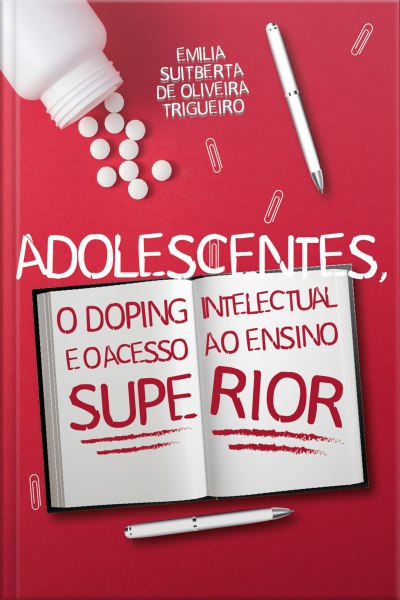 EMILIA
SUITBERTA
DE OLIVEIRA
TRIGUEIRO
ADOLESCENTES,
O DOPING INTELECTUAL
E O ACESSO AO ENSINO
SUPERIOR